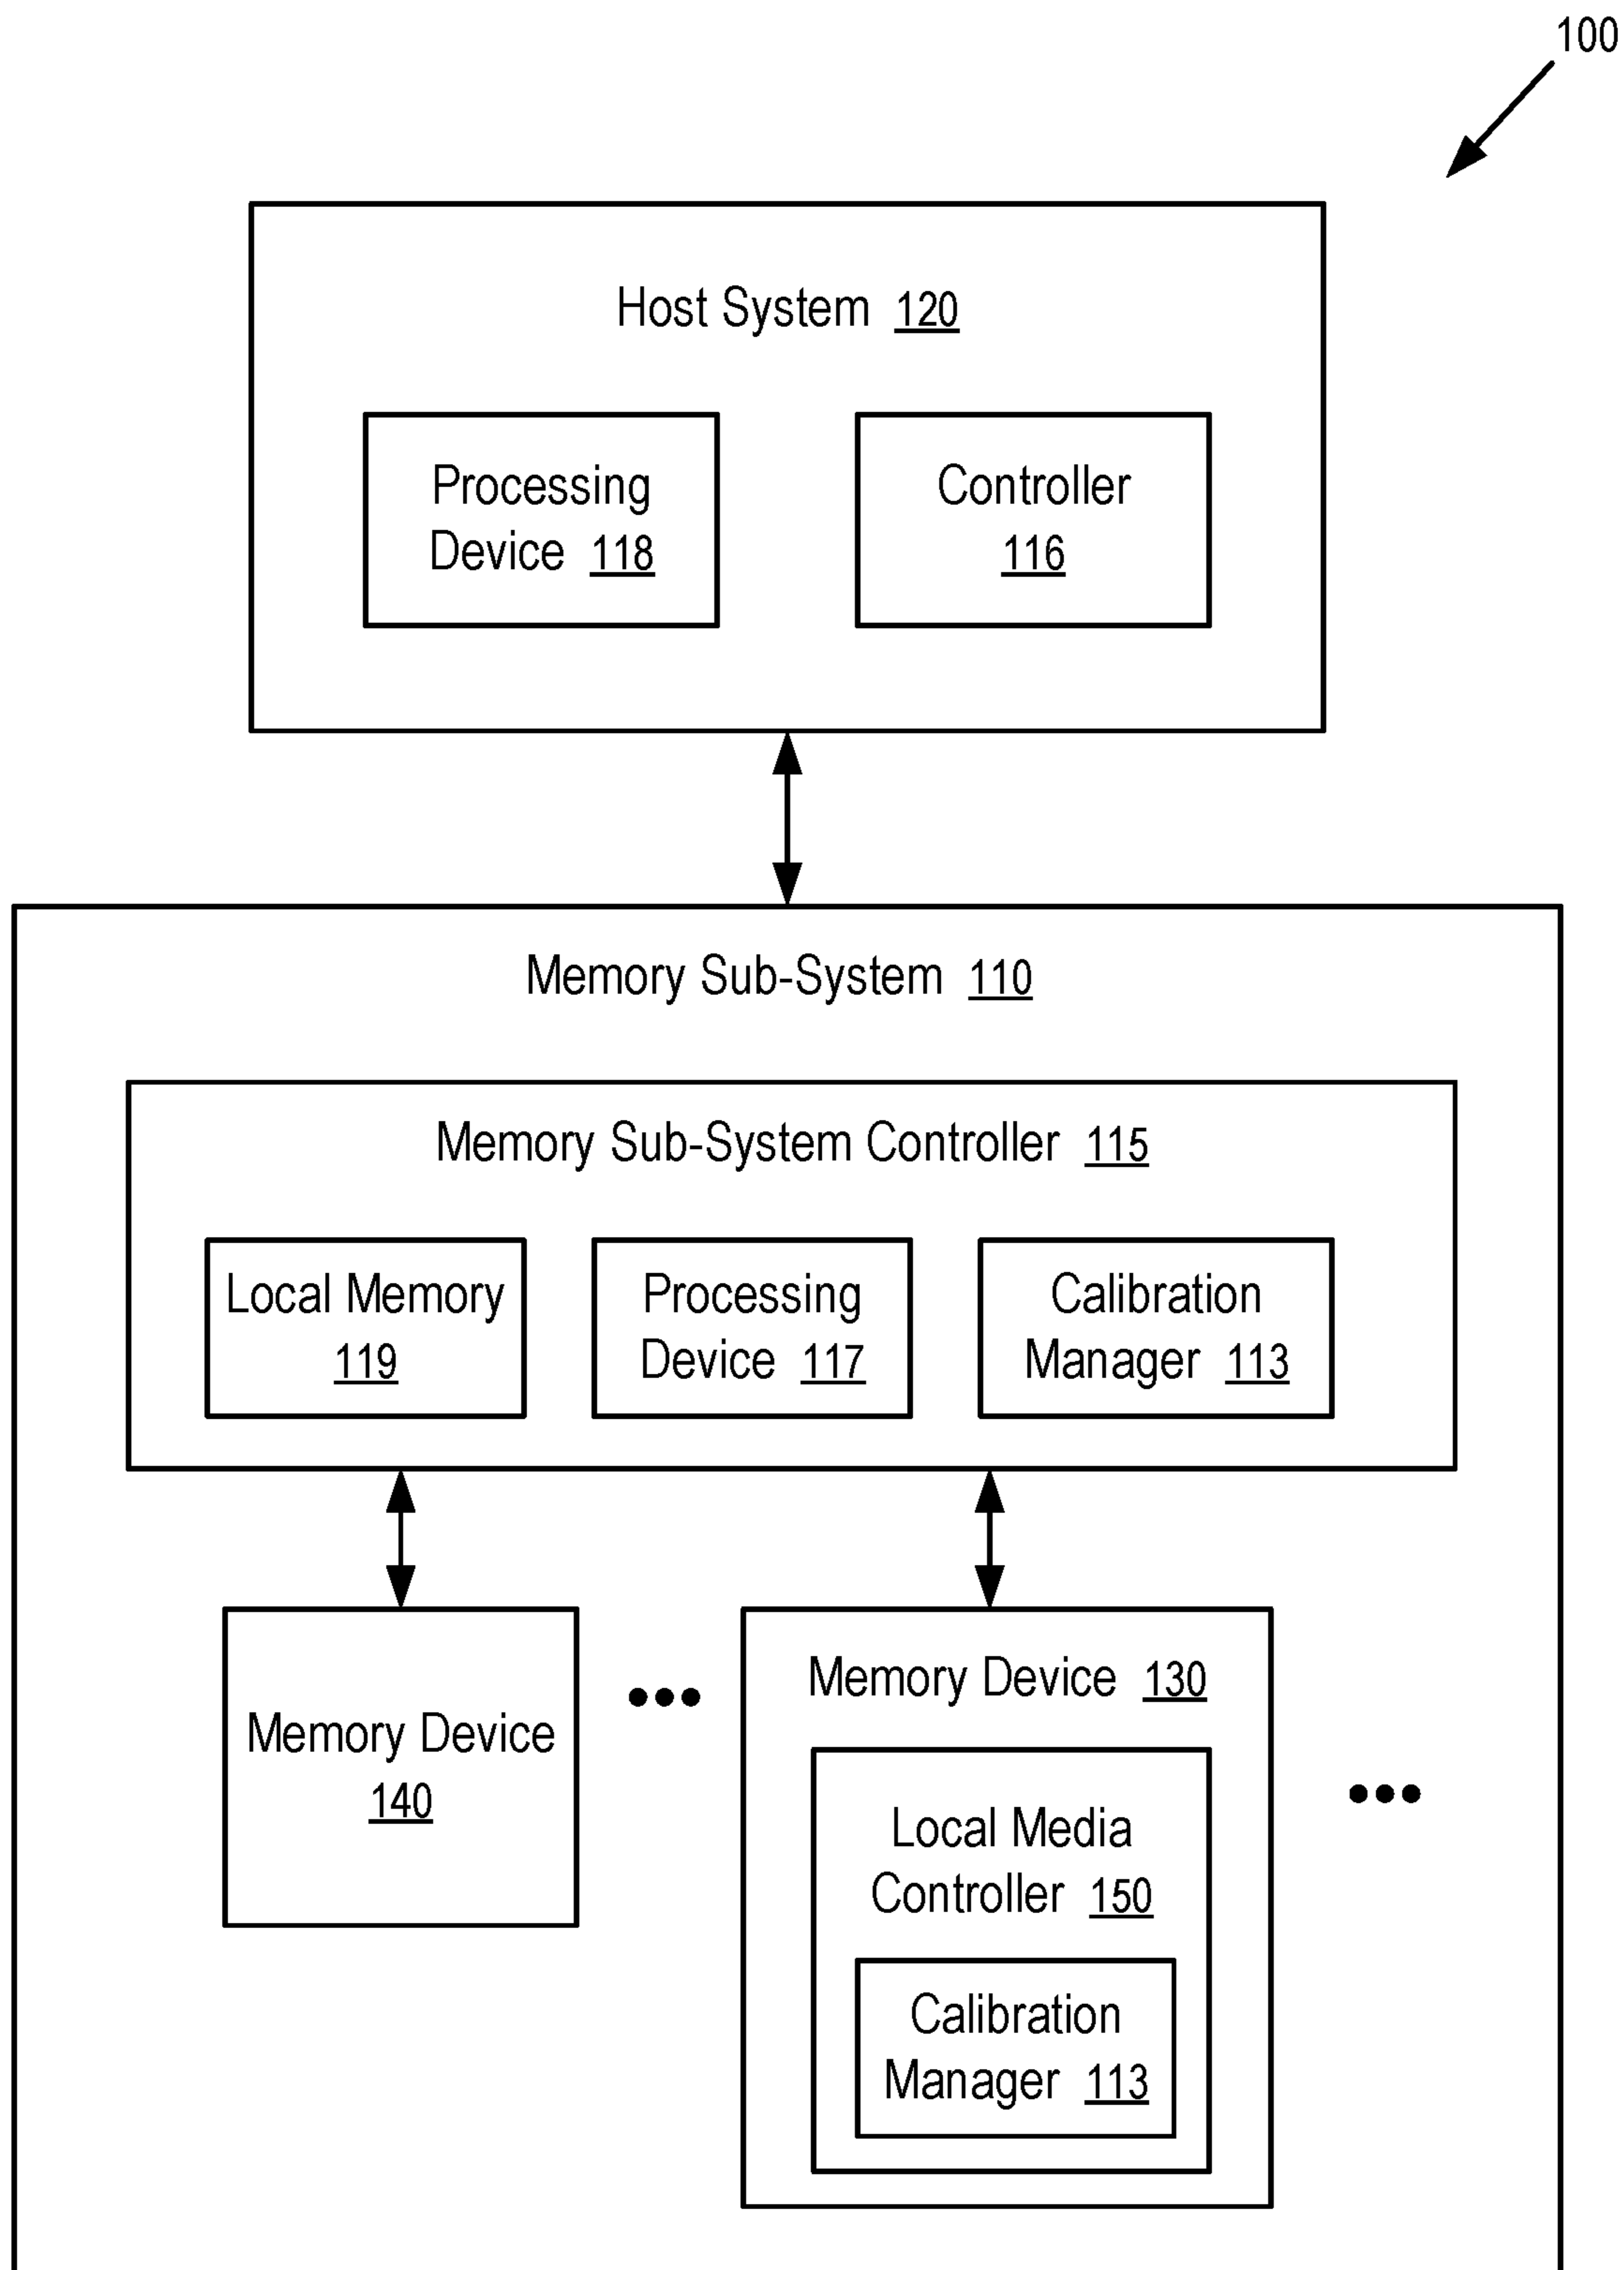 100
Host System 120
Processing
Device 118
Controller
116
Memory Sub-System 110
Memory Sub-System Controller 115
Local Memory
119
Processing
Device 117
Calibration
Manager 113
Memory Device
140
Memory Device 130
Local Media
Controller 150
Calibration
Manager 113